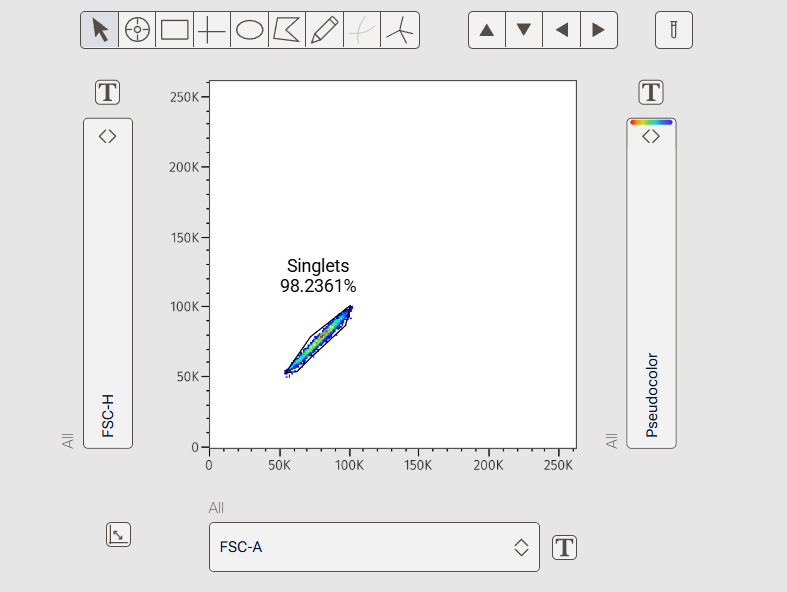 T
T
250K
200K
150K
100K
50K
0
Singlets
98.2361%
FSC-H
All
Pseudocolor
All
0 50K 100K 150K 200K 250K
All
FSC-A
T